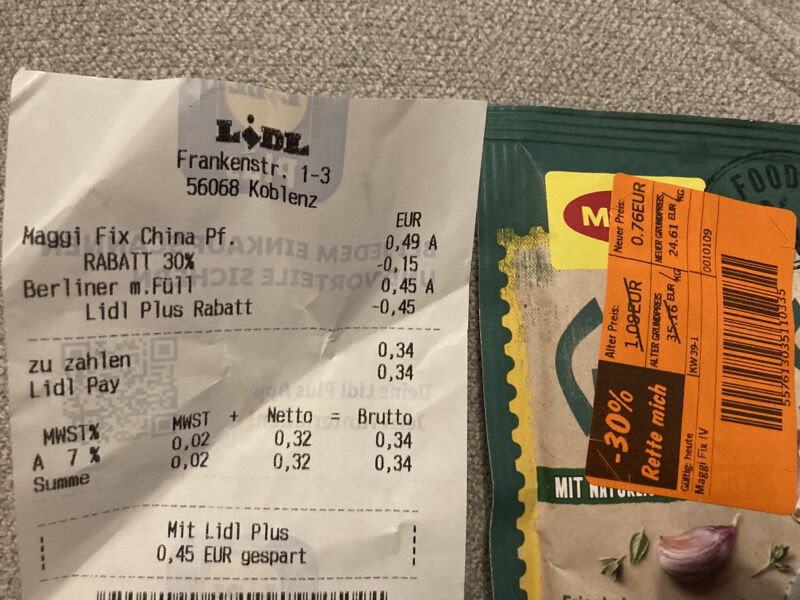 LIDL
Frankenstr. 1-3
56068 Koblenz
EUR
Maggi Fix China Pf. 0,49 A
RABATT 30% -0,15
Berliner m.Füll 0,45 A
Lidl Plus Rabatt -0,45
zu zahlen 0,34
Lidl Pay 0,34
MWST% MWST + Netto = Brutto
A 7 % 0,02 0,32 0,34
Summe 0,02 0,32 0,34
Mit Lidl Plus
0,45 EUR gespart
FOOD
M
-30%
Rette mich
Alter Preis: Neuer Preis:
1.09EUR 0.76EUR
ALTER GRUNDPREIS NEUER GRUNDPREIS
35.16 EUR/KG 24.61 EUR/KG
KW39-1 0010109
Gültig: heute
Maggi Fix IV
557613035110335
MIT